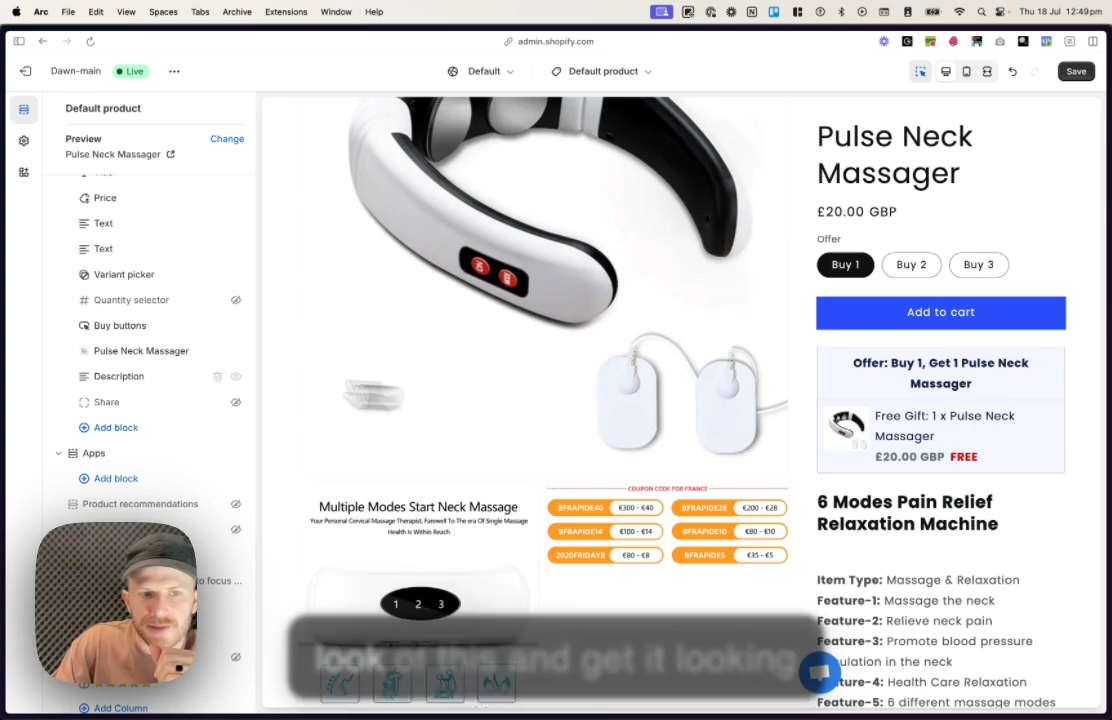 Arc File Edit View Spaces Tabs Archive Extensions Window Help
Thu 18 Jul 12:49pm
admin.shopify.com
Dawn-main Live
Default
Default product
Save
Default product
Preview
Change
Pulse Neck Massager
Price
Text
Text
Variant picker
Quantity selector
Buy buttons
Pulse Neck Massager
Description
Share
Add block
Apps
Add block
Product recommendations
to focus ...
Add Column
Multiple Modes Start Neck Massage
Your Personal Cervical Massage Therapist, Farewell To The era Of Single Massage
Health Is Within Reach
1 2 3
COUPON CODE FOR FRANCE
BFRAPIDE40 €300 - €40 BFRAPIDE28 €200 - €28
BFRAPIDE14 €100 - €14 BFRAPIDE10 €80 - €10
2020FRIDAY8 €80 - €8 BFRAPIDE5 €35 - €5
look of this and get it looking
Pulse Neck
Massager
£20.00 GBP
Offer
Buy 1 Buy 2 Buy 3
Add to cart
Offer: Buy 1, Get 1 Pulse Neck
Massager
Free Gift: 1 x Pulse Neck
Massager
£20.00 GBP FREE
6 Modes Pain Relief
Relaxation Machine
Item Type: Massage & Relaxation
Feature-1: Massage the neck
Feature-2: Relieve neck pain
Feature-3: Promote blood pressure
ulation in the neck
ture-4: Health Care Relaxation
Feature-5: 6 different massage modes